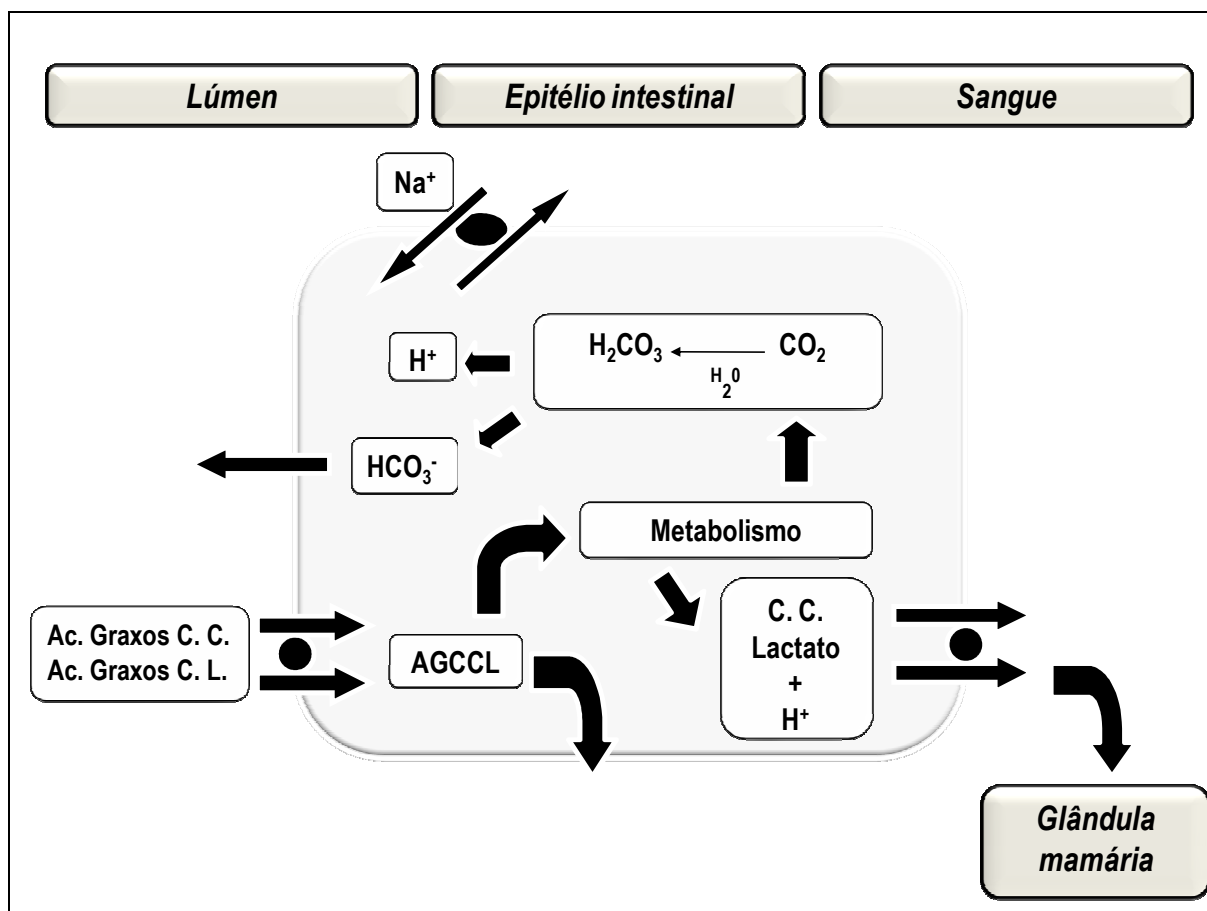 Lúmen
Epitélio intestinal
Sangue
Na⁺
H₂CO₃
CO₂
H₂0
H⁺
HCO₃⁻
Metabolismo
Ac. Graxos C. C.
Ac. Graxos C. L.
AGCCL
C. C.
Lactato
+
H⁺
Glândula
mamária